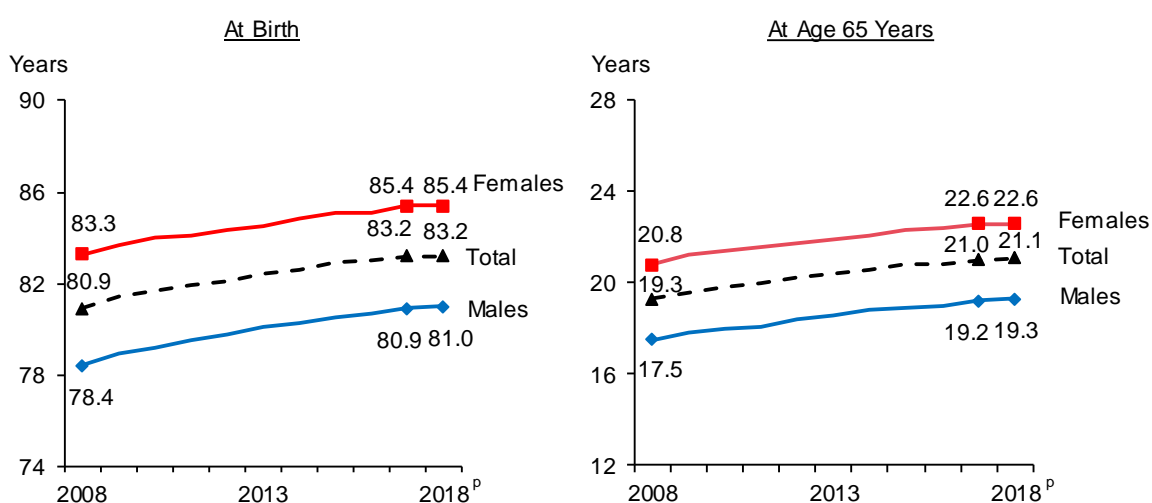 At Birth
Years
90
86
82
78
74
83.3
80.9
78.4
85.4 85.4
83.2 83.2
80.9 81.0
Females
Total
Males
2008 2013 2018 p
At Age 65 Years
Years
28
24
20
16
12
20.8
19.3
17.5
22.6 22.6
21.0 21.1
19.2 19.3
Females
Total
Males
2008 2013 2018 p